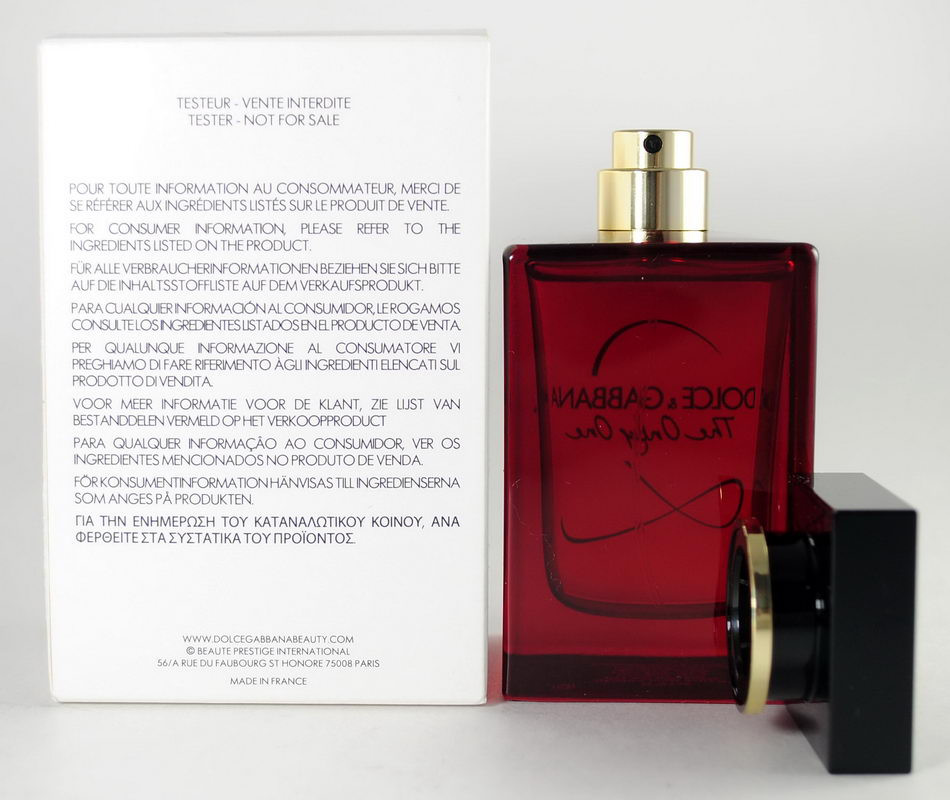 TESTEUR - VENTE INTERDITE
TESTER - NOT FOR SALE
POUR TOUTE INFORMATION AU CONSOMMATEUR, MERCI DE
SE RÉFÉRER AUX INGRÉDIENTS LISTÉS SUR LE PRODUIT DE VENTE.
FOR CONSUMER INFORMATION, PLEASE REFER TO THE
INGREDIENTS LISTED ON THE PRODUCT.
FÜR ALLE VERBRAUCHERINFORMATIONEN BEZIEHEN SIE SICH BITTE
AUF DIE INHALTSSTOFFLISTE AUF DEM VERKAUFSPRODUKT.
PARA CUALQUIER INFORMACIÓN AL CONSUMIDOR, LE ROGAMOS
CONSULTE LOS INGREDIENTES LISTADOS EN EL PRODUCTO DE VENTA.
PER QUALUNQUE INFORMAZIONE AL CONSUMATORE VI
PREGHIAMO DI FARE RIFERIMENTO ÀGLI INGREDIENTI ELENCATI SUL
PRODOTTO DI VENDITA.
VOOR MEER INFORMATIE VOOR DE KLANT, ZIE LIJST VAN
BESTANDDELEN VERMELD OP HET VERKOOPPRODUCT
PARA QUALQUER INFORMAÇÃO AO CONSUMIDOR, VER OS
INGREDIENTES MENCIONADOS NO PRODUTO DE VENDA.
FÖR KONSUMENTINFORMATION HÄNVISAS TILL INGREDIENSERNA
SOM ANGES PÅ PRODUKTEN.
ΓΙΑ ΤΗΝ ΕΝΗΜΕΡΩΣΗ ΤΟΥ ΚΑΤΑΝΑΛΩΤΙΚΟΥ ΚΟΙΝΟΥ, ΑΝΑ
ΦΕΡΘΕΙΤΕ ΣΤΑ ΣΥΣΤΑΤΙΚΑ ΤΟΥ ΠΡΟΪΟΝΤΟΣ.
WWW.DOLCEGABBANABEAUTY.COM
© BEAUTE PRESTIGE INTERNATIONAL
56/A RUE DU FAUBOURG ST HONORE 75008 PARIS
MADE IN FRANCE
DOLCE & GABBANA
The Only One
2